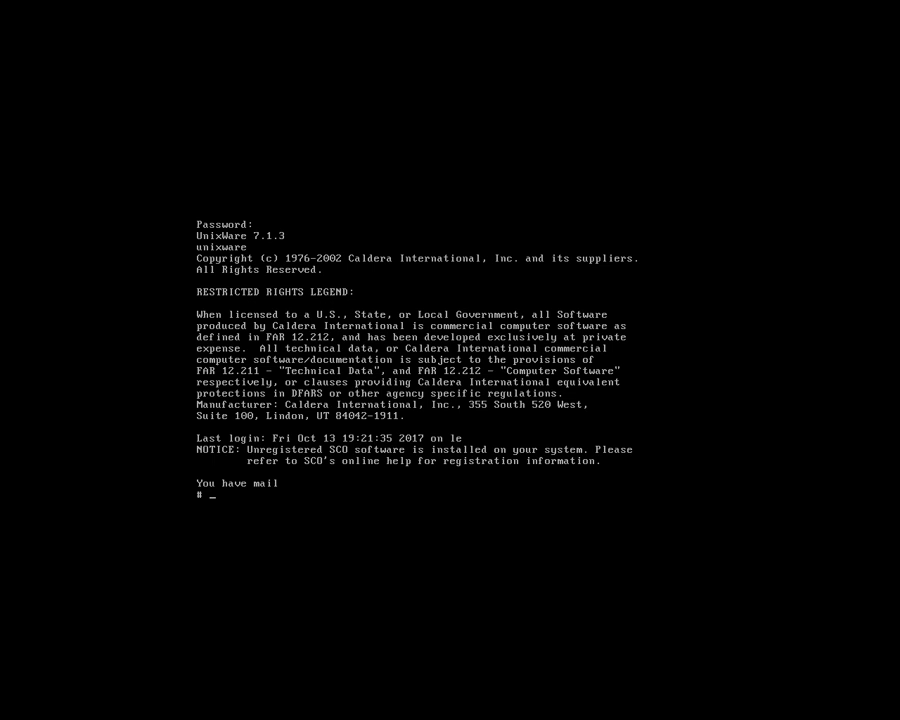 Password:
UnixWare 7.1.3
unixware
Copyright (c) 1976-2002 Caldera International, Inc. and its suppliers.
All Rights Reserved.
RESTRICTED RIGHTS LEGEND:
When licensed to a U.S., State, or Local Government, all Software
produced by Caldera International is commercial computer software as
defined in FAR 12.212, and has been developed exclusively at private
expense.  All technical data, or Caldera International commercial
computer software/documentation is subject to the provisions of
FAR 12.211 - "Technical Data", and FAR 12.212 - "Computer Software"
respectively, or clauses providing Caldera International equivalent
protections in DFARS or other agency specific regulations.
Manufacturer: Caldera International, Inc., 355 South 520 West,
Suite 100, Lindon, UT 84042-1911.
Last login: Fri Oct 13 19:21:35 2017 on le
NOTICE: Unregistered SCO software is installed on your system. Please
refer to SCO's online help for registration information.
You have mail
# _